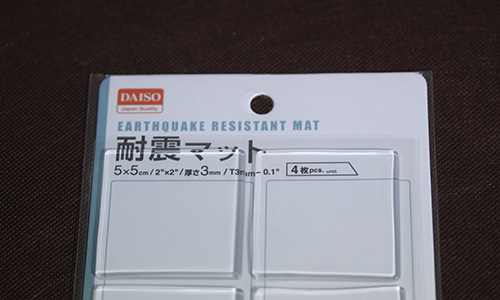 DAISO
Japan Quality
EARTHQUAKE RESISTANT MAT
耐震マット
5×5cm/2"×2"/厚さ3mm/T3mm- 0.1" 4枚pcs. unid.